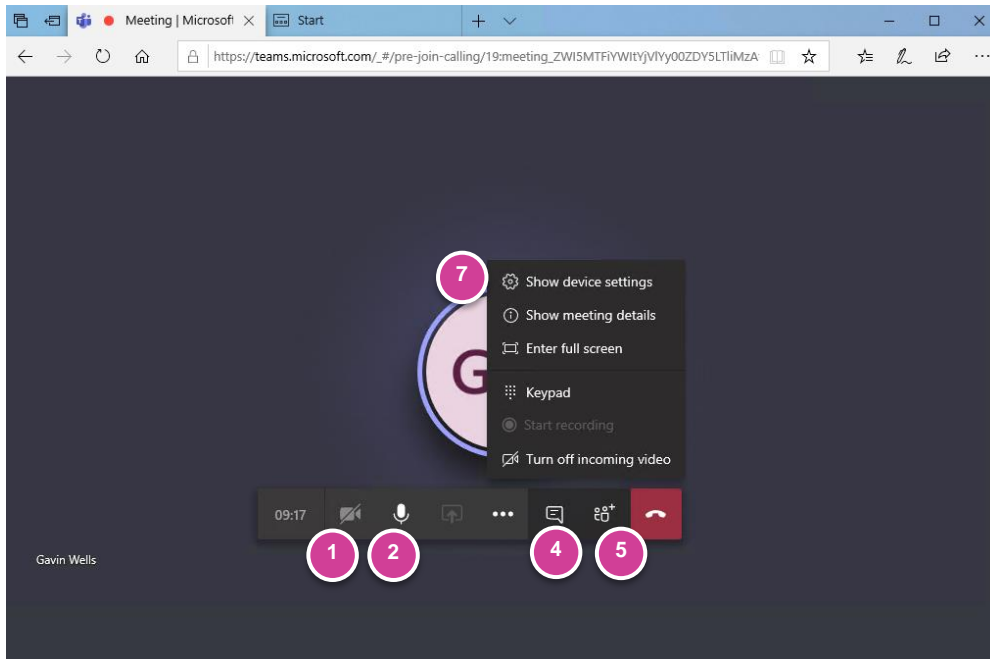 Meeting | Microsoft
Start
https://teams.microsoft.com/_#/pre-join-calling/19:meeting_ZWI5MTFiYWItYjVlYy00ZDY5LTliMzA
7
Show device settings
Show meeting details
Enter full screen
G
Keypad
Start recording
Turn off incoming video
09:17
1
2
4
5
Gavin Wells